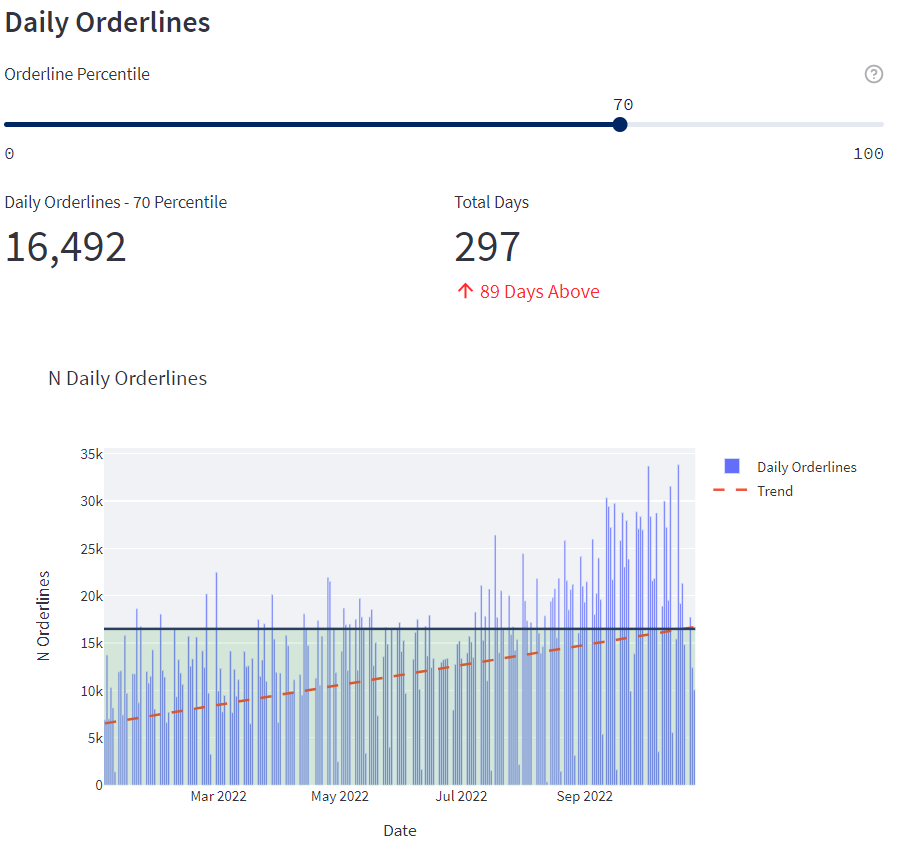 Daily Orderlines
Orderline Percentile
?
70
0
100
Daily Orderlines - 70 Percentile
Total Days
16,492
297
↑ 89 Days Above
N Daily Orderlines
35k
30k
25k
20k
15k
10k
5k
0
N Orderlines
Mar 2022
May 2022
Jul 2022
Sep 2022
Date
Daily Orderlines
Trend